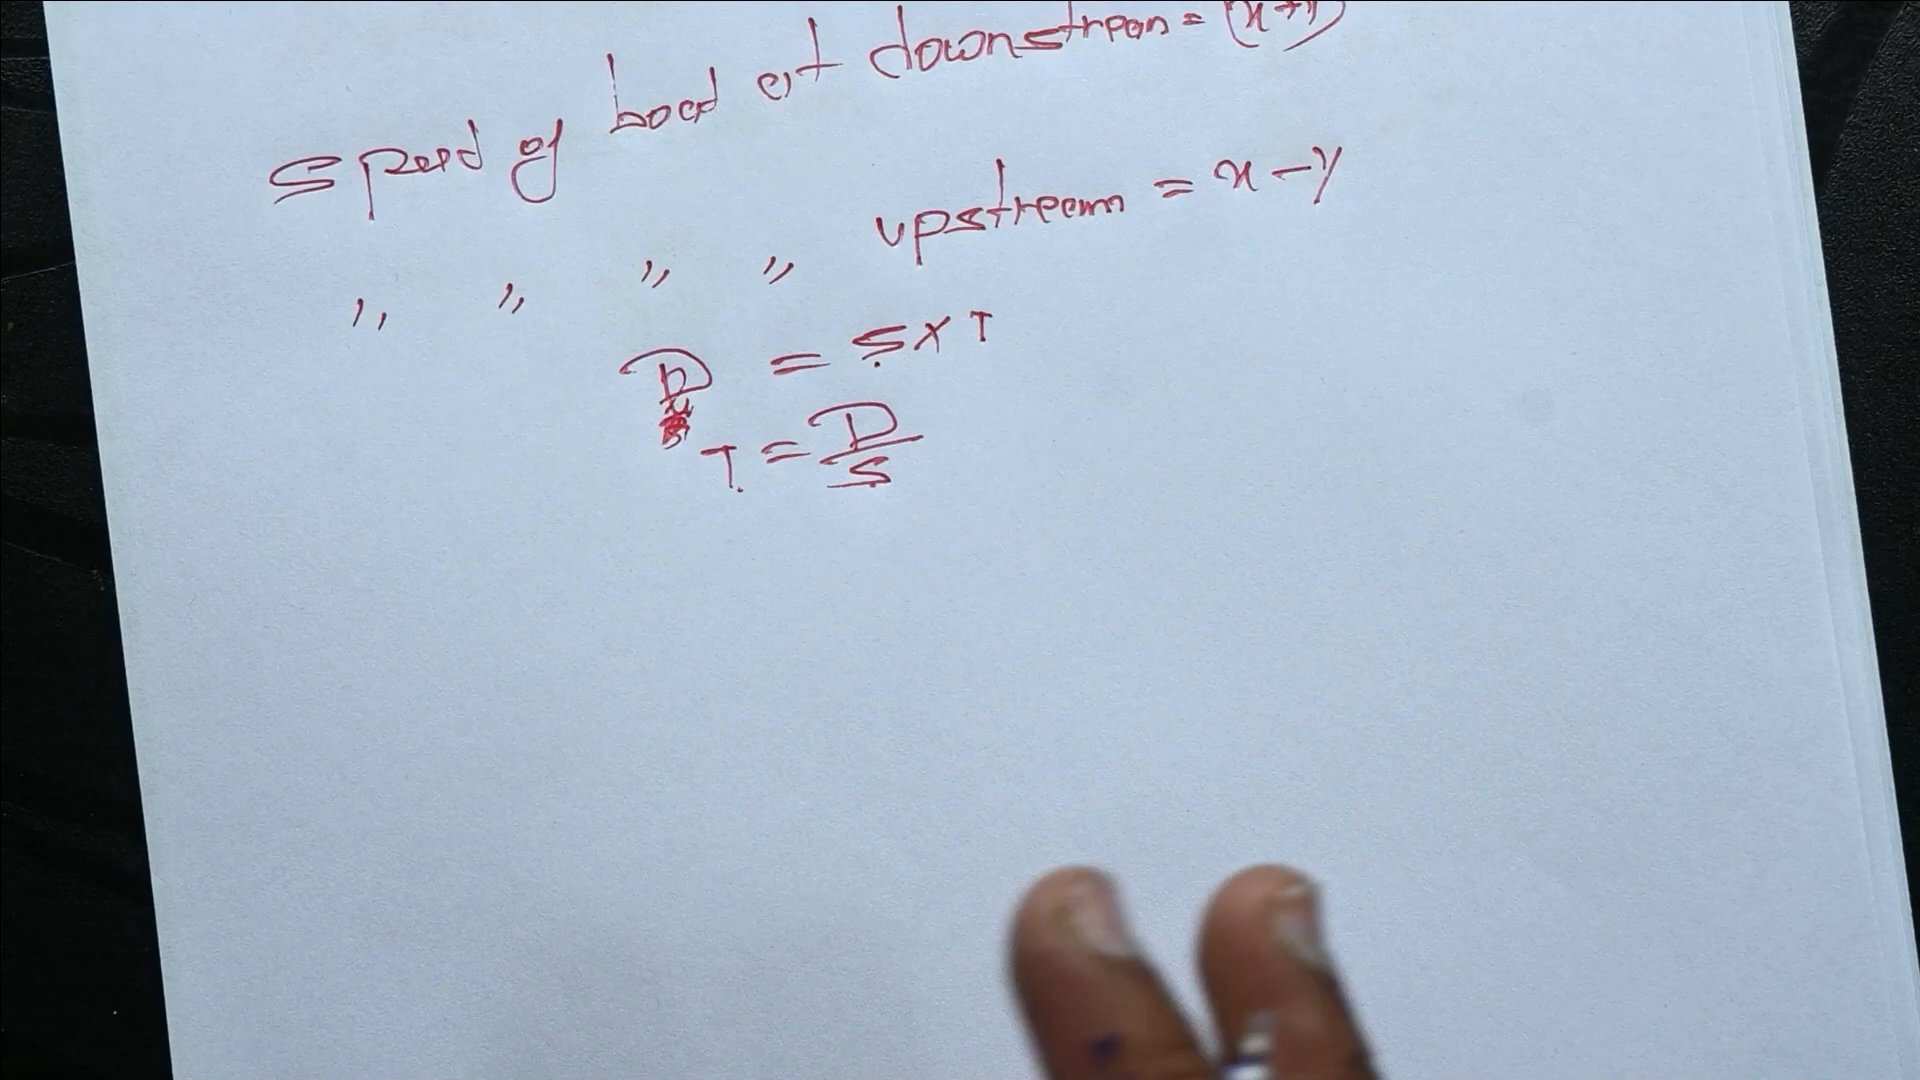 speed of boat at downstream = (x+y)
,, ,, ,, ,, upstream = x-y
D = S x T
T = D/S